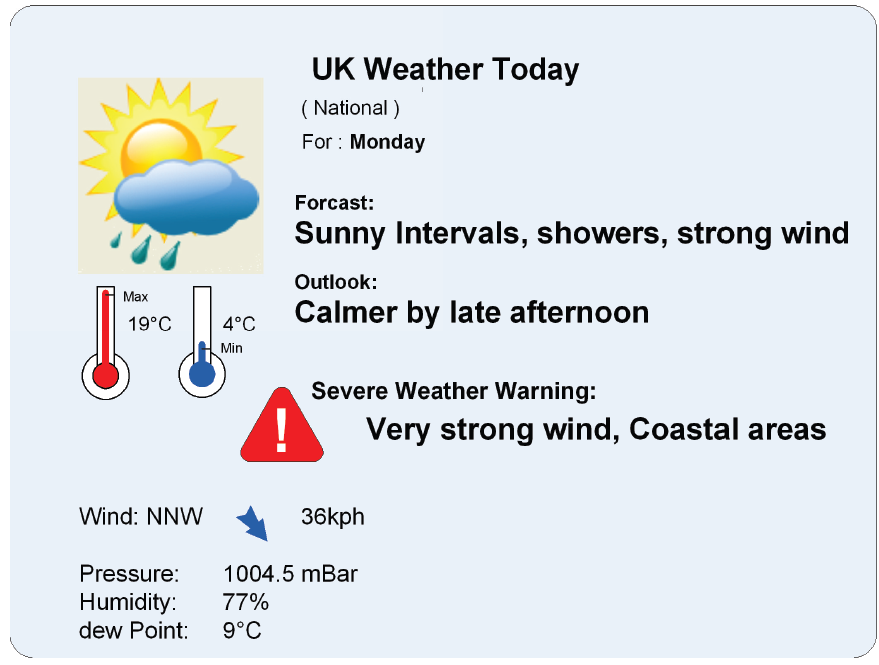 UK Weather Today
( National )
For : Monday
Forcast:
Sunny Intervals, showers, strong wind
Outlook:
Calmer by late afternoon
Max
19°C
4°C
Min
Severe Weather Warning:
!
Very strong wind, Coastal areas
Wind: NNW 36kph
Pressure: 1004.5 mBar
Humidity: 77%
dew Point: 9°C